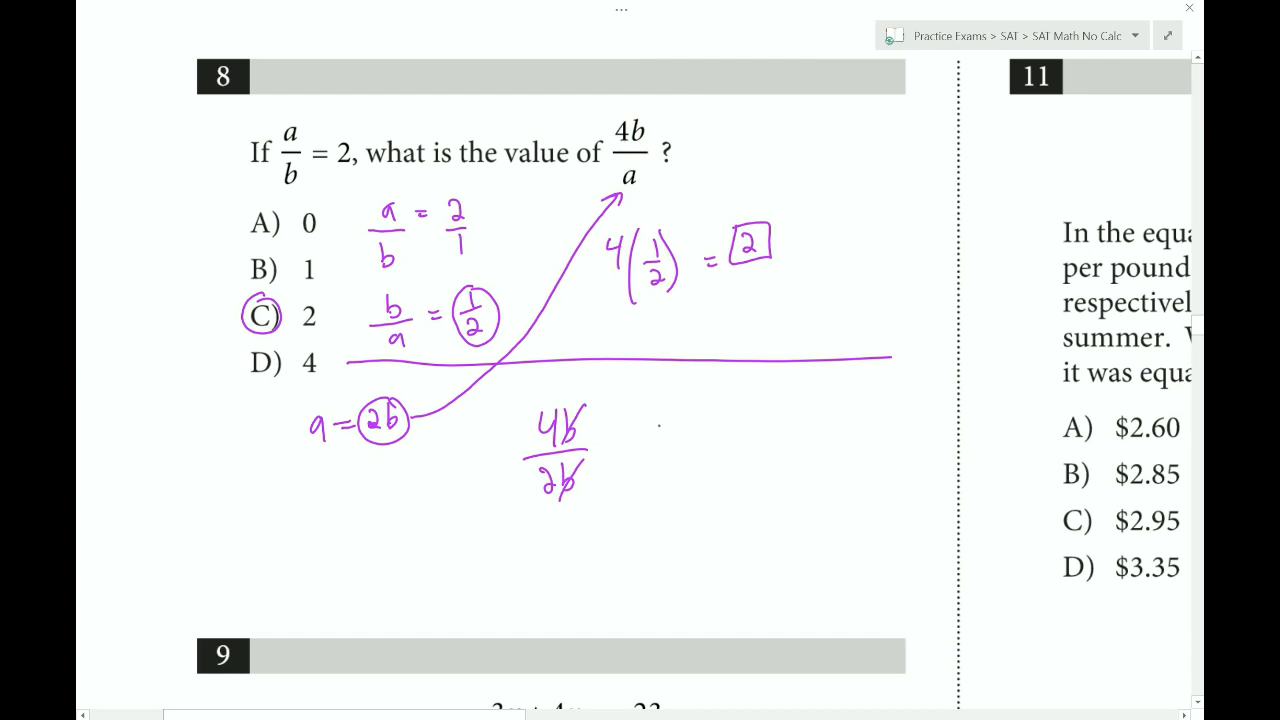 ...
Practice Exams > SAT > SAT Math No Calc
8
11
If a/b = 2, what is the value of 4b/a ?
A) 0
B) 1
C) 2
D) 4
a/b = 2/1
b/a = 1/2
4(1/2) = 2
a = 2b
4b/2b
In the equa
per pound
respectivel
summer. W
it was equa
A) $2.60
B) $2.85
C) $2.95
D) $3.35
9